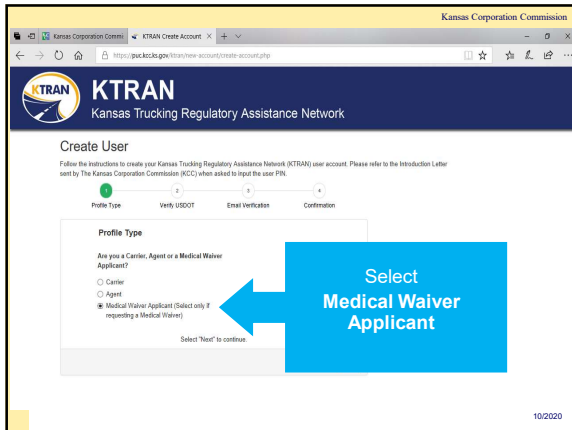 Kansas Corporation Commission
Kansas Corporation Commi
KTRAN Create Account
https://puc.kcc.ks.gov/ktran/new-account/create-account.php
KTRAN
KTRAN
Kansas Trucking Regulatory Assistance Network
Create User
Follow the instructions to create your Kansas Trucking Regulatory Assistance Network (KTRAN) user account. Please refer to the Introduction Letter
sent by The Kansas Corporation Commission (KCC) when asked to input the user PIN.
1
2
3
4
Profile Type
Verify USDOT
Email Verification
Confirmation
Profile Type
Are you a Carrier, Agent or a Medical Waiver
Applicant?
Carrier
Agent
Medical Waiver Applicant (Select only if
requesting a Medical Waiver)
Select "Next" to continue.
Select
Medical Waiver
Applicant
10/2020